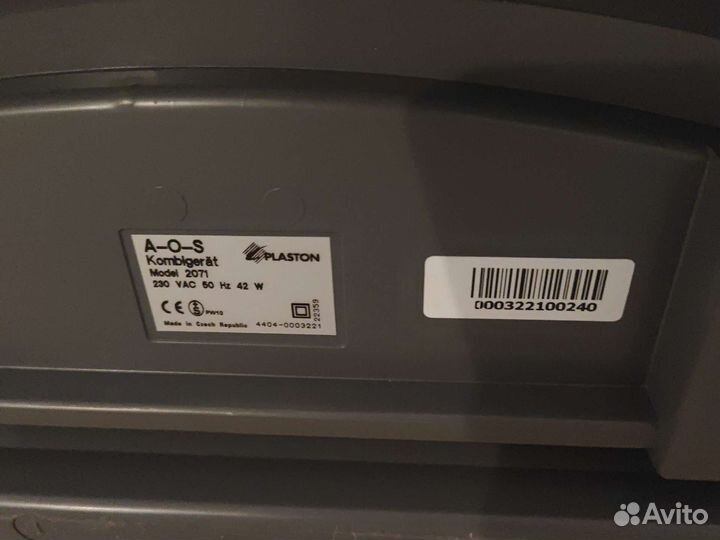 A-O-S
Kombigerät
Model 2071
230 VAC 50 Hz 42 W
PLASTON
CE S PW10
22359
Made in Czech Republic 4404-0003221
000322100240
Avito